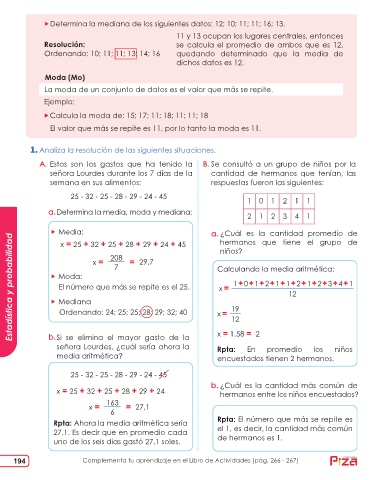 Determina la mediana de los siguientes datos: 12; 10; 11; 11; 16; 13.
11 y 13 ocupan los lugares centrales, entonces
Resolución: se calcula el promedio de ambos que es 12,
Ordenando: 10; 11; 11; 13; 14; 16 quedando determinado que la media de
dichos datos es 12.
Moda (Mo)
La moda de un conjunto de datos es el valor que más se repite.
Ejemplo:
Calcula la moda de: 15; 17; 11; 18; 11; 11; 18
El valor que más se repite es 11, por lo tanto la moda es 11.
1. Analiza la resolución de las siguientes situaciones.
A. Estos son los gastos que ha tenido la
señora Lourdes durante los 7 días de la
semana en sus alimentos:
25 - 32 - 25 - 28 - 29 - 24 - 45
a. Determina la media, moda y mediana:
Media:
x = 25 + 32 + 25 + 28 + 29 + 24 + 45
x = 208 / 7 = 29,7
Moda:
El número que más se repite es el 25.
Mediana
Ordenando: 24; 25; 25; 28; 29; 32; 40
b. Si se elimina el mayor gasto de la
señora Lourdes, ¿cuál sería ahora la
media aritmética?
25 - 32 - 25 - 28 - 29 - 24 - 45
x = 25 + 32 + 25 + 28 + 29 + 24
x = 163 / 6 = 27,1
Rpta: Ahora la media aritmética sería
27,1. Es decir que en promedio cada
uno de los seis días gastó 27,1 soles.
B. Se consultó a un grupo de niños por la
cantidad de hermanos que tenían, las
respuestas fueron las siguientes:
1 0 1 2 1 1
2 1 2 3 4 1
a. ¿Cuál es la cantidad promedio de
hermanos que tiene el grupo de
niños?
Calculando la media aritmética:
x = 1+0+1+2+1+1+2+1+2+3+4+1 / 12
x = 19 / 12
x = 1.58 = 2
Rpta: En promedio los niños
encuestados tienen 2 hermanos.
b. ¿Cuál es la cantidad más común de
hermanos entre los niños encuestados?
Rpta: El número que más se repite es
el 1, es decir, la cantidad más común
de hermanos es 1.
Estadística y probabilidad
194 Complementa tu aprendizaje en el Libro de Actividades (pág. 266 - 267) Pizza